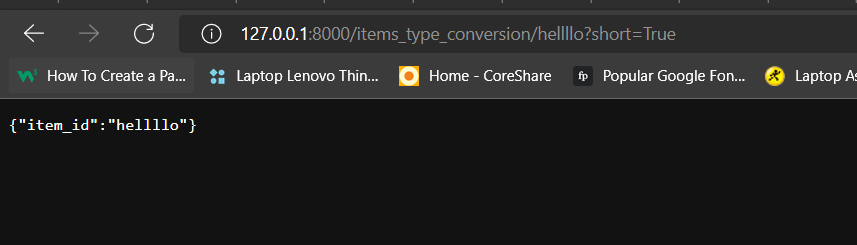 127.0.0.1:8000/items_type_conversion/hellllo?short=True
How To Create a Pa... Laptop Lenovo Thin... Home - CoreShare fp Popular Google Fon... Laptop As
{"item_id":"hellllo"}